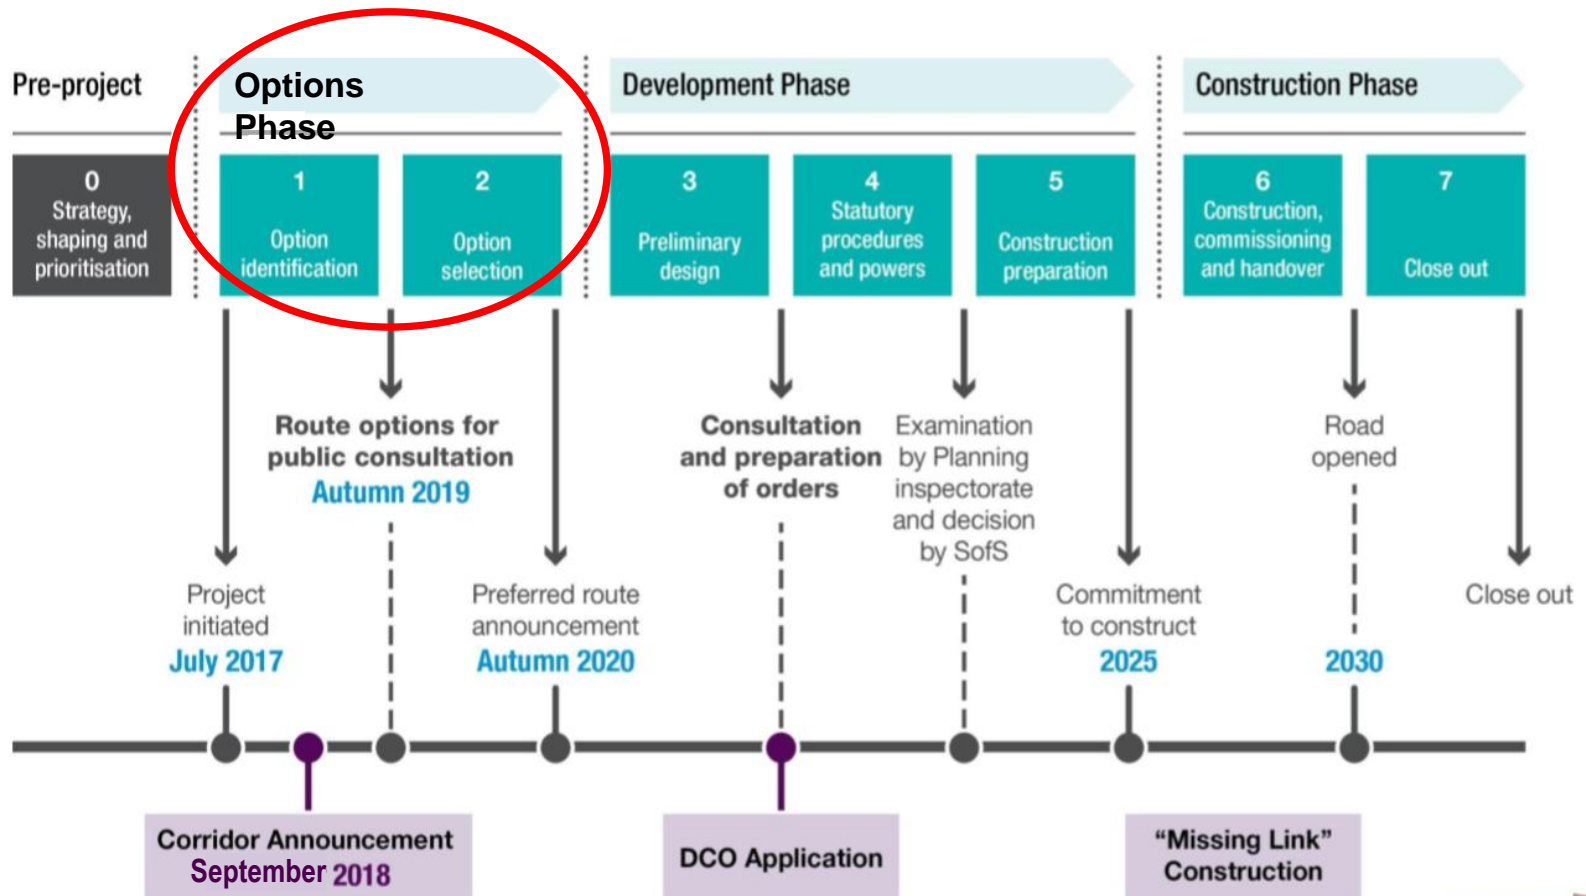 Pre-project
Options
Phase
Development Phase
Construction Phase
0
Strategy,
shaping and
prioritisation
1
Option
identification
2
Option
selection
3
Preliminary
design
4
Statutory
procedures
and powers
5
Construction
preparation
6
Construction,
commissioning
and handover
7
Close out
Route options for
public consultation
Autumn 2019
Consultation
and preparation
of orders
Examination
by Planning
inspectorate
and decision
by SofS
Road
opened
Project
initiated
July 2017
Preferred route
announcement
Autumn 2020
Commitment
to construct
2025
2030
Close out
Corridor Announcement
September 2018
DCO Application
“Missing Link”
Construction